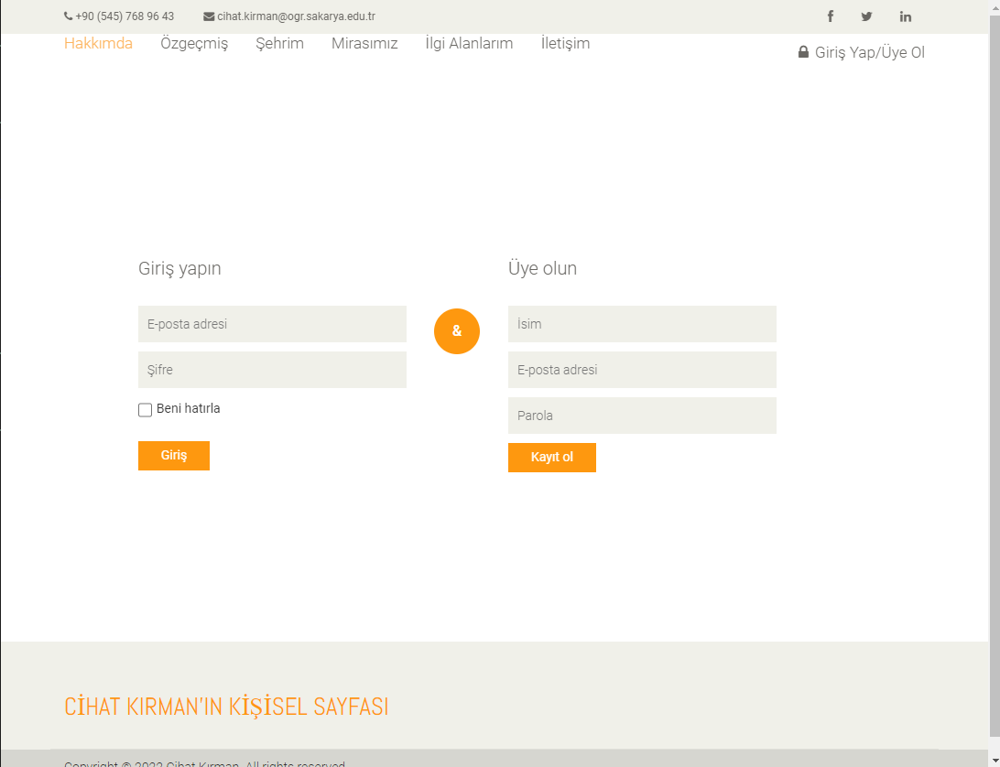 +90 (545) 768 96 43 cihat.kirman@ogr.sakarya.edu.tr
Hakkımda Özgeçmiş Şehrim Mirasımız İlgi Alanlarım İletişim Giriş Yap/Üye Ol
Giriş yapın
E-posta adresi
Şifre
Beni hatırla
Giriş
&
Üye olun
İsim
E-posta adresi
Parola
Kayıt ol
CİHAT KIRMAN'IN KİŞİSEL SAYFASI
Copyright © 2022 Cihat Kırman. All rights reserved.